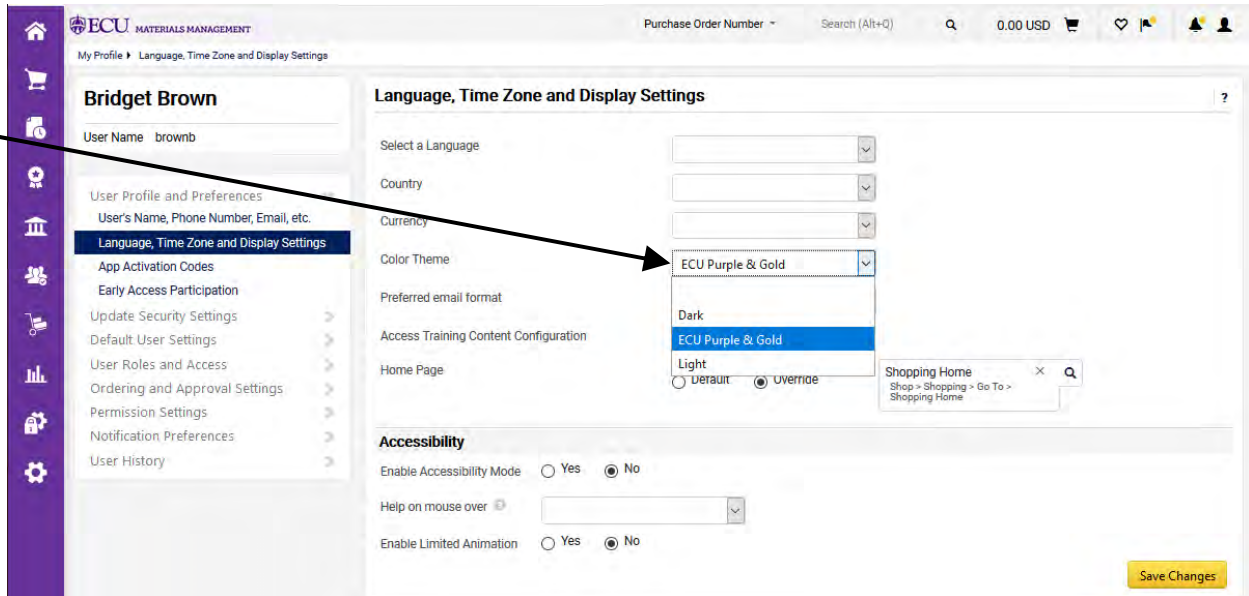 ECU MATERIALS MANAGEMENT
Purchase Order Number
Search (Alt+Q)
0.00 USD
My Profile Language, Time Zone and Display Settings
Bridget Brown
User Name brownb
User Profile and Preferences
User's Name, Phone Number, Email, etc.
Language, Time Zone and Display Settings
App Activation Codes
Early Access Participation
Update Security Settings
Default User Settings
User Roles and Access
Ordering and Approval Settings
Permission Settings
Notification Preferences
User History
Language, Time Zone and Display Settings
?
Select a Language
Country
Currency
Color Theme
ECU Purple & Gold
Dark
ECU Purple & Gold
Light
Preferred email format
Access Training Content Configuration
Home Page
Default Override
Shopping Home
Shop > Shopping > Go To >
Shopping Home
Accessibility
Enable Accessibility Mode Yes No
Help on mouse over
Enable Limited Animation Yes No
Save Changes